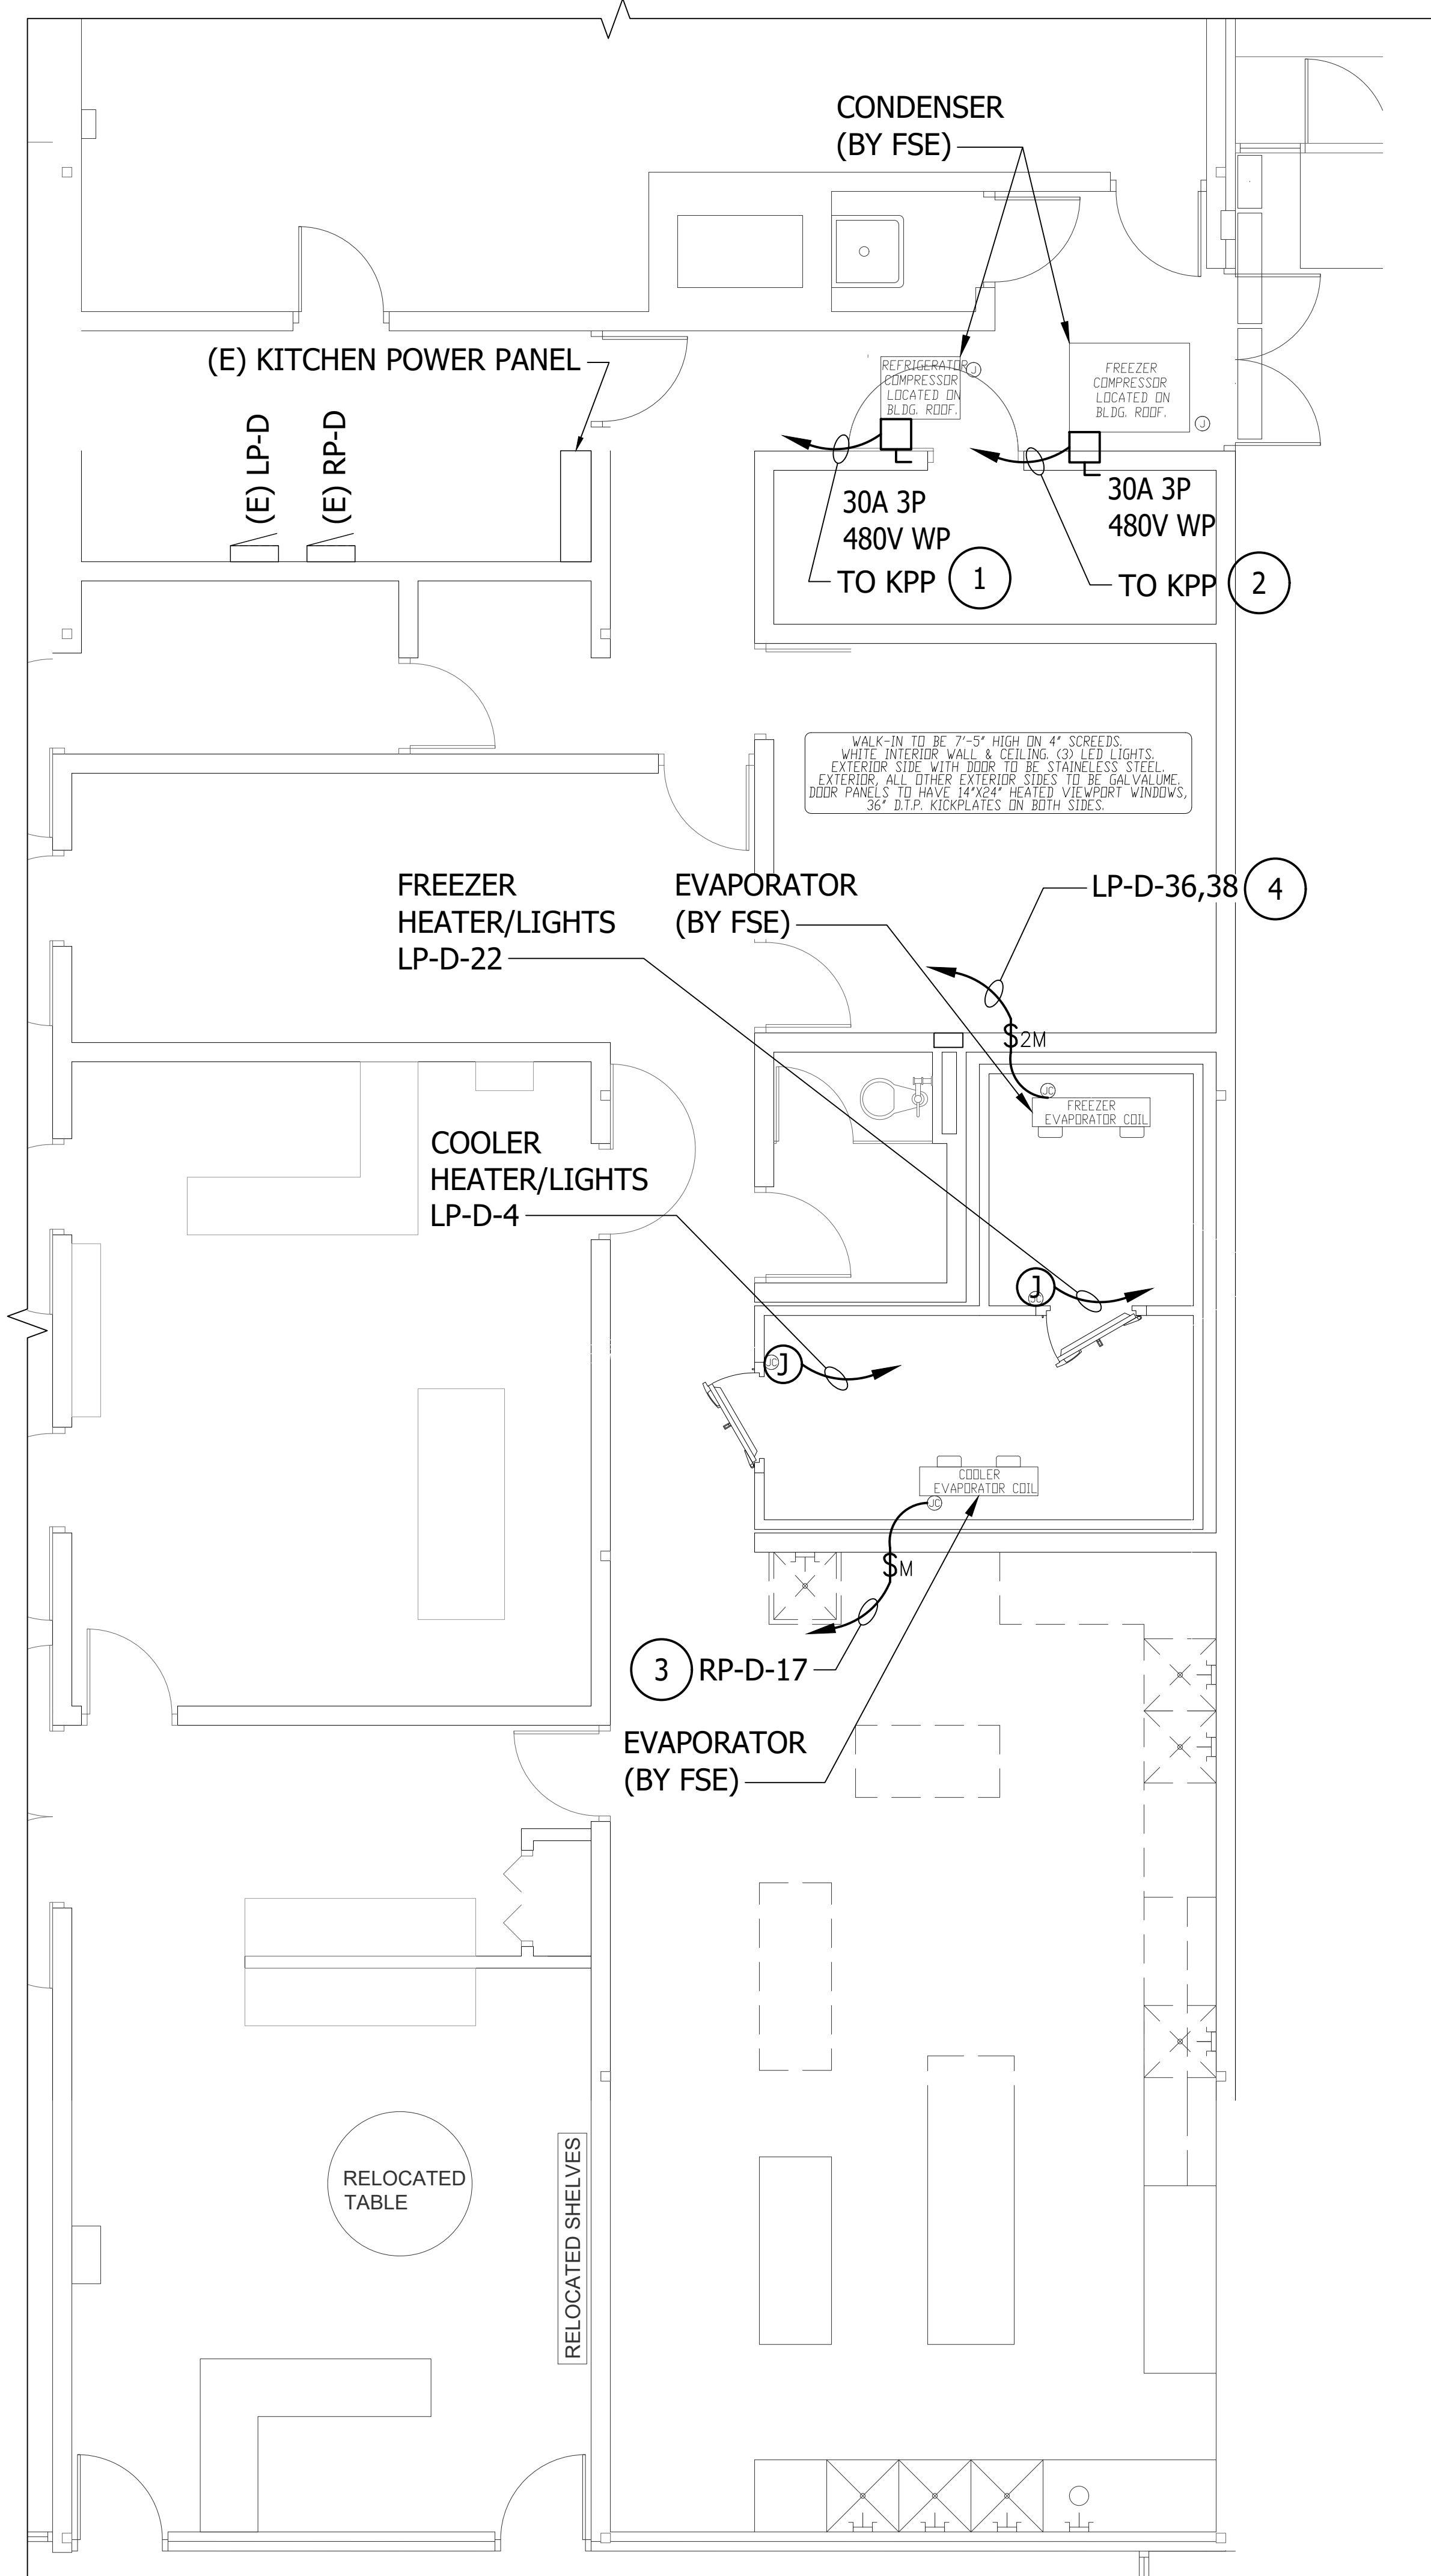 CONDENSER
(BY FSE)
(E) KITCHEN POWER PANEL
REFRIGERATOR
COMPRESSOR
LOCATED ON
BLDG. ROOF.
J
FREEZER
COMPRESSOR
LOCATED ON
BLDG. ROOF.
J
(E) LP-D
(E) RP-D
30A 3P
480V WP
TO KPP 1
30A 3P
480V WP
TO KPP 2
WALK-IN TO BE 7'-5" HIGH ON 4" SCREEDS.
WHITE INTERIOR WALL & CEILING. (3) LED LIGHTS.
EXTERIOR SIDE WITH DOOR TO BE STAINELESS STEEL.
EXTERIOR, ALL OTHER EXTERIOR SIDES TO BE GALVALUME.
DOOR PANELS TO HAVE 14"X24" HEATED VIEWPORT WINDOWS,
36" D.T.P. KICKPLATES ON BOTH SIDES.
FREEZER
HEATER/LIGHTS
LP-D-22
EVAPORATOR
(BY FSE)
LP-D-36,38 4
$2M
JC
FREEZER
EVAPORATOR COIL
COOLER
HEATER/LIGHTS
LP-D-4
J
JC
J
JC
COOLER
EVAPORATOR COIL
JC
$M
3 RP-D-17
EVAPORATOR
(BY FSE)
RELOCATED
TABLE
RELOCATED SHELVES